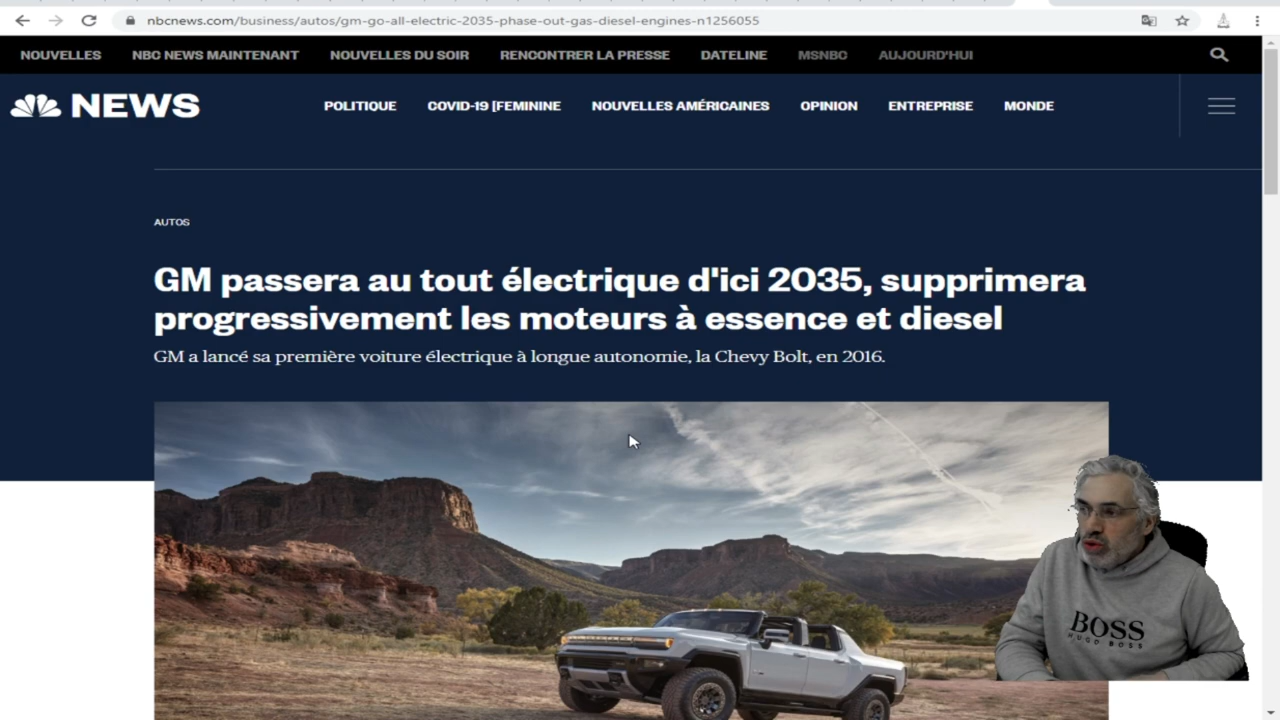 nbcnews.com/business/autos/gm-go-all-electric-2035-phase-out-gas-diesel-engines-n1256055
NOUVELLES NBC NEWS MAINTENANT NOUVELLES DU SOIR RENCONTRER LA PRESSE DATELINE MSNBC AUJOURD'HUI
NEWS POLITIQUE COVID-19 [FEMININE NOUVELLES AMÉRICAINES OPINION ENTREPRISE MONDE
AUTOS
GM passera au tout électrique d'ici 2035, supprimera
progressivement les moteurs à essence et diesel
GM a lancé sa première voiture électrique à longue autonomie, la Chevy Bolt, en 2016.
BOSS
HUGO BOSS